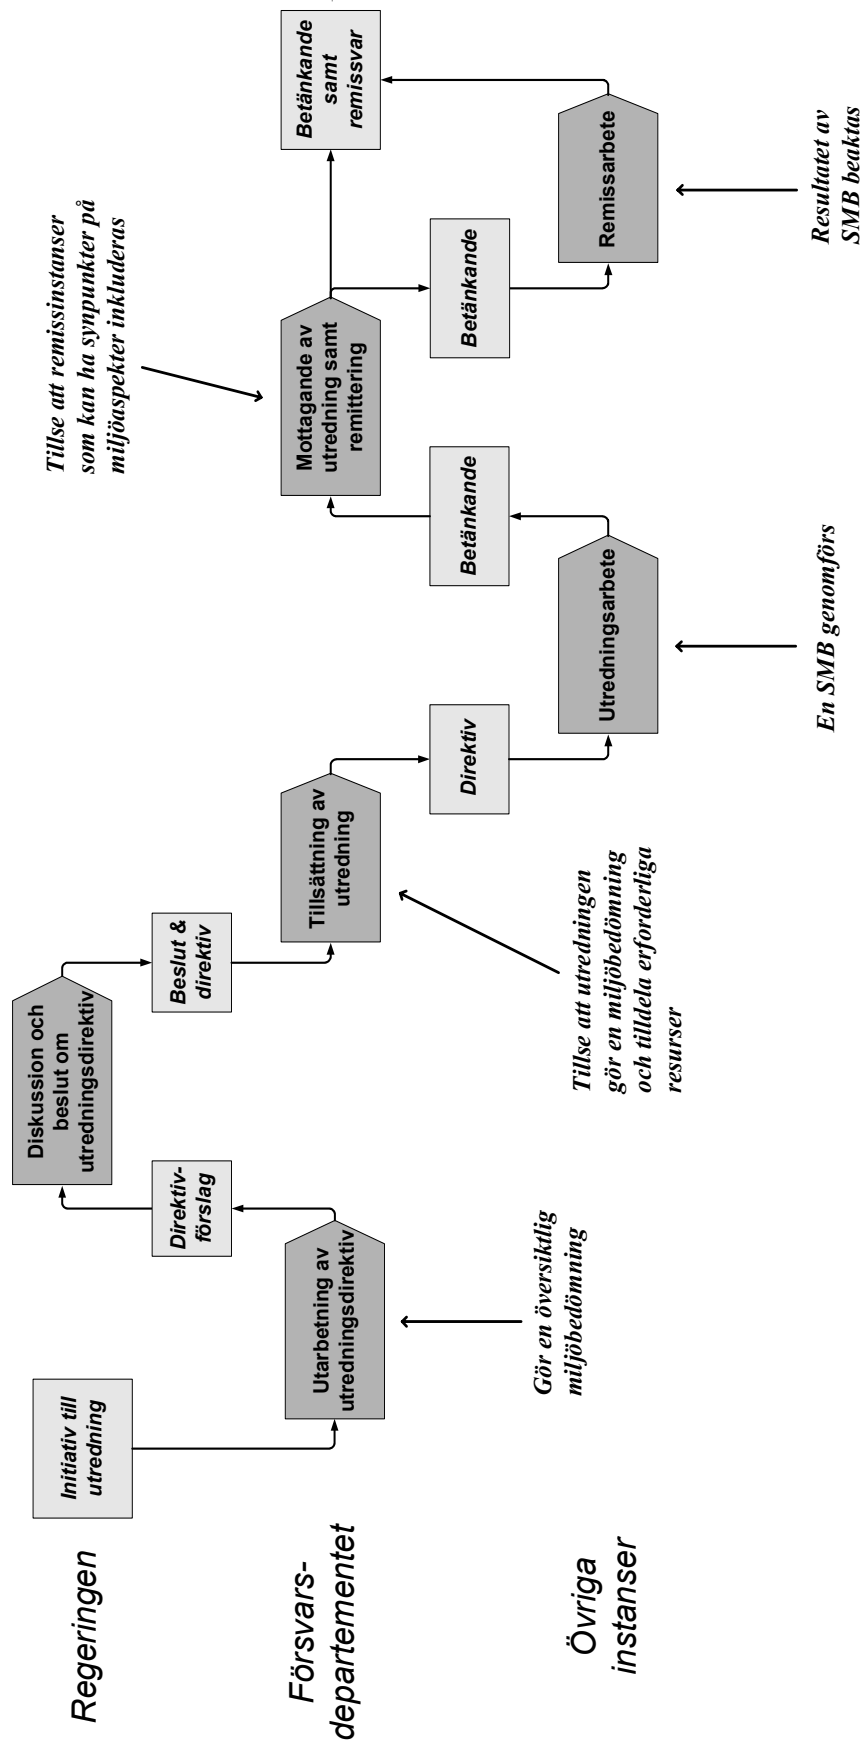 Regeringen
Initiativ till
utredning
Diskussion och
beslut om
utredningsdirektiv
Direktiv-
förslag
Beslut &
direktiv
Försvars-
departementet
Utarbetning av
utredningsdirektiv
Tillsättning av
utredning
Mottagande av
utredning samt
remittering
Betänkande
samt
remissvar
Tillse att remissinstanser
som kan ha synpunkter på
miljöaspekter inkluderas
Direktiv
Betänkande
Betänkande
Övriga
instanser
Gör en översiktlig
miljöbedömning
Tillse att utredningen
gör en miljöbedömning
och tilldela erforderliga
resurser
Utredningsarbete
Remissarbete
En SMB genomförs
Resultatet av
SMB beaktas